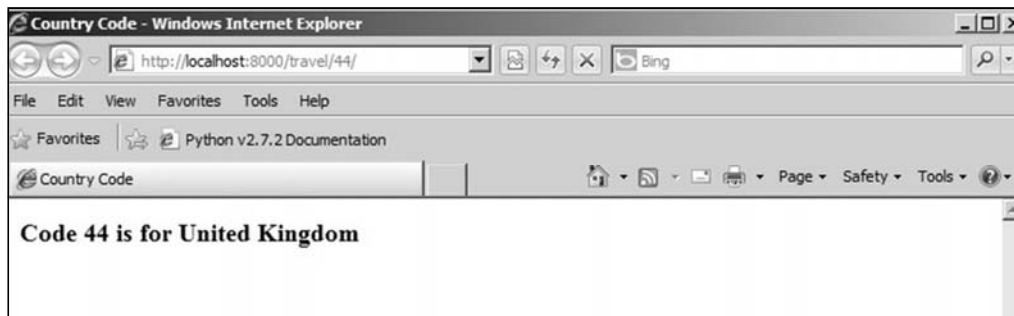 Country Code - Windows Internet Explorer
http://localhost:8000/travel/44/ Bing
File Edit View Favorites Tools Help
Favorites Python v2.7.2 Documentation
Country Code Page Safety Tools
Code 44 is for United Kingdom